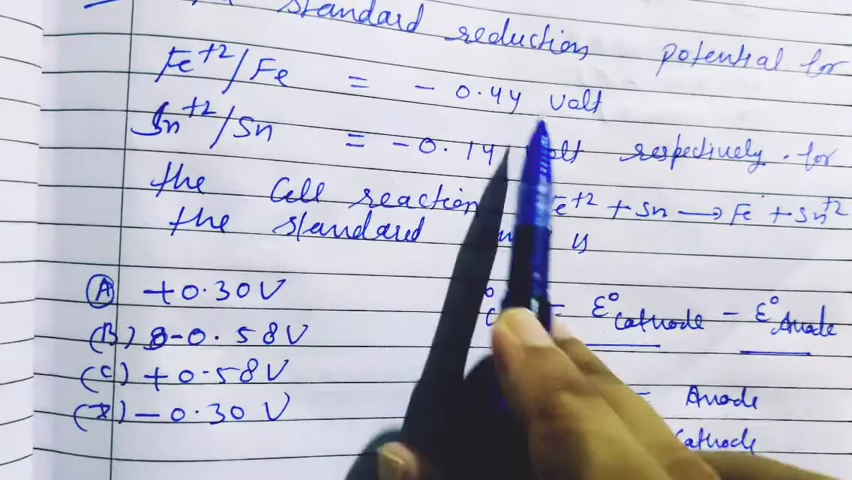 standard reduction potential for
Fe+2/Fe = - 0.44 volt
Sn+2/Sn = -0.14 volt respectively. for
the Cell reaction Fe+2 + Sn → Fe + Sn+2
the standard is
(A) +0.30V
(B) -0.58V
(C) +0.58V
- 0.30 V
= E°Cathode - E°Anode
- Anode
Cathode